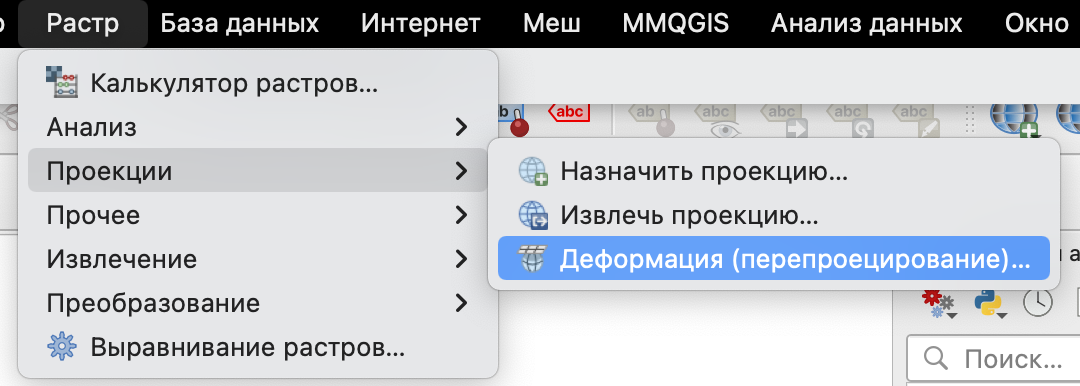 Растр База данных Интернет Меш MMQGIS Анализ данных Окно
Калькулятор растров...
Анализ
Проекции
Прочее
Извлечение
Преобразование
Выравнивание растров...
ab abc ab abc abc abc abc
Назначить проекцию...
Извлечь проекцию...
Деформация (перепроецирование)...
Поиск...